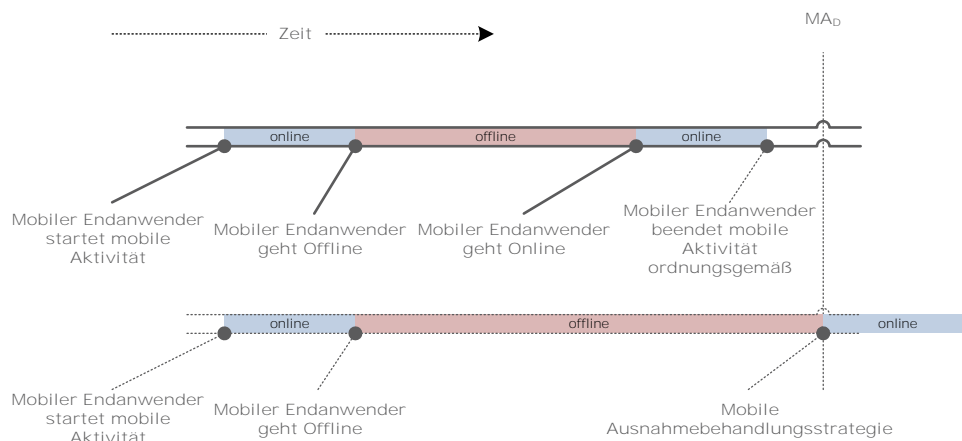 MA_D
Zeit
online offline online
Mobiler Endanwender
startet mobile
Aktivität
Mobiler Endanwender
geht Offline
Mobiler Endanwender
geht Online
Mobiler Endanwender
beendet mobile
Aktivität
ordnungsgemäß
online offline online
Mobiler Endanwender
startet mobile
Aktivität
Mobiler Endanwender
geht Offline
Mobile
Ausnahmebehandlungsstrategie